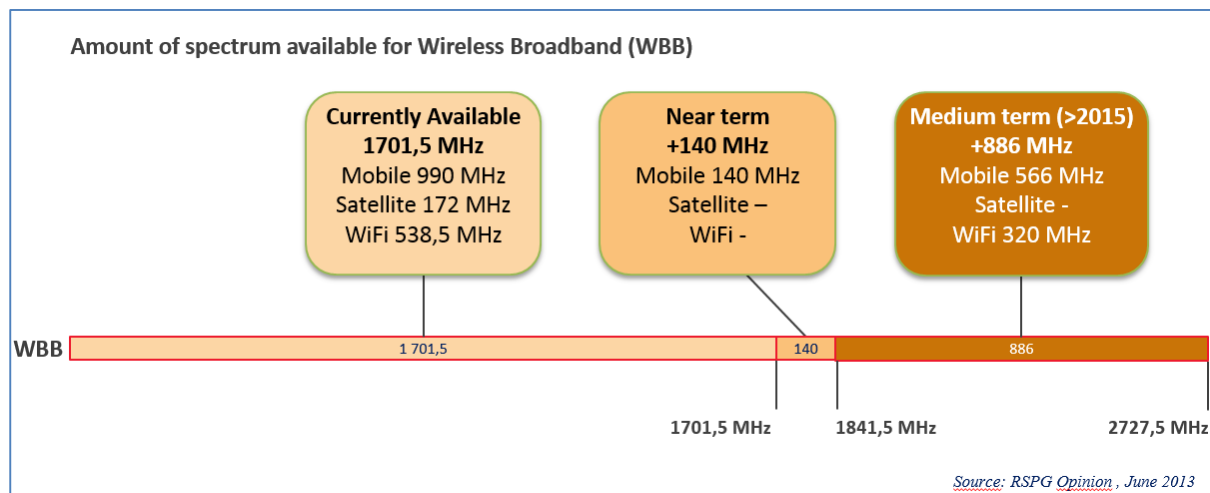 Amount of spectrum available for Wireless Broadband (WBB)
Currently Available
1701,5 MHz
Mobile 990 MHz
Satellite 172 MHz
WiFi 538,5 MHz
Near term
+140 MHz
Mobile 140 MHz
Satellite –
WiFi -
Medium term (>2015)
+886 MHz
Mobile 566 MHz
Satellite -
WiFi 320 MHz
WBB
1 701,5
140
886
1701,5 MHz
1841,5 MHz
2727,5 MHz
Source: RSPG Opinion , June 2013